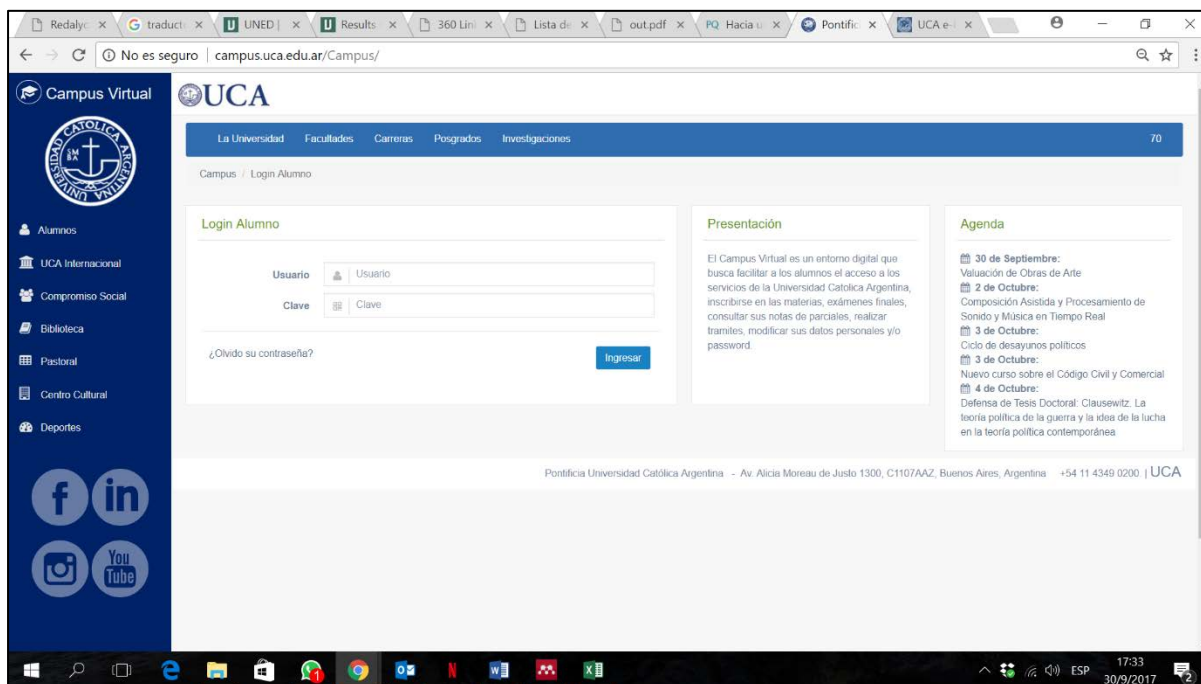 Redalyc
traducto
UNED |
Results
360 Lin
Lista de
out.pdf
Hacia u
Pontific
UCA e-
No es seguro | campus.uca.edu.ar/Campus/
Campus Virtual
UCA
UNIVERSIDAD CATOLICA ARGENTINA
SM
BA
La Universidad Facultades Carreras Posgrados Investigaciones 70
Campus / Login Alumno
Alumnos
UCA Internacional
Compromiso Social
Biblioteca
Pastoral
Centro Cultural
Deportes
f in
You
Tube
Login Alumno
Usuario Usuario
Clave Clave
¿Olvido su contraseña? Ingresar
Presentación
El Campus Virtual es un entorno digital que
busca facilitar a los alumnos el acceso a los
servicios de la Universidad Catolica Argentina,
inscribirse en las materias, exámenes finales,
consultar sus notas de parciales, realizar
tramites, modificar sus datos personales y/o
password.
Agenda
30 de Septiembre:
Valuación de Obras de Arte
2 de Octubre:
Composición Asistida y Procesamiento de
Sonido y Música en Tiempo Real
3 de Octubre:
Ciclo de desayunos políticos
3 de Octubre:
Nuevo curso sobre el Código Civil y Comercial
4 de Octubre:
Defensa de Tesis Doctoral: Clausewitz. La
teoría política de la guerra y la idea de la lucha
en la teoría política contemporánea
Pontificia Universidad Católica Argentina - Av. Alicia Moreau de Justo 1300, C1107AAZ, Buenos Aires, Argentina +54 11 4349 0200 | UCA
ESP
17:33
30/9/2017